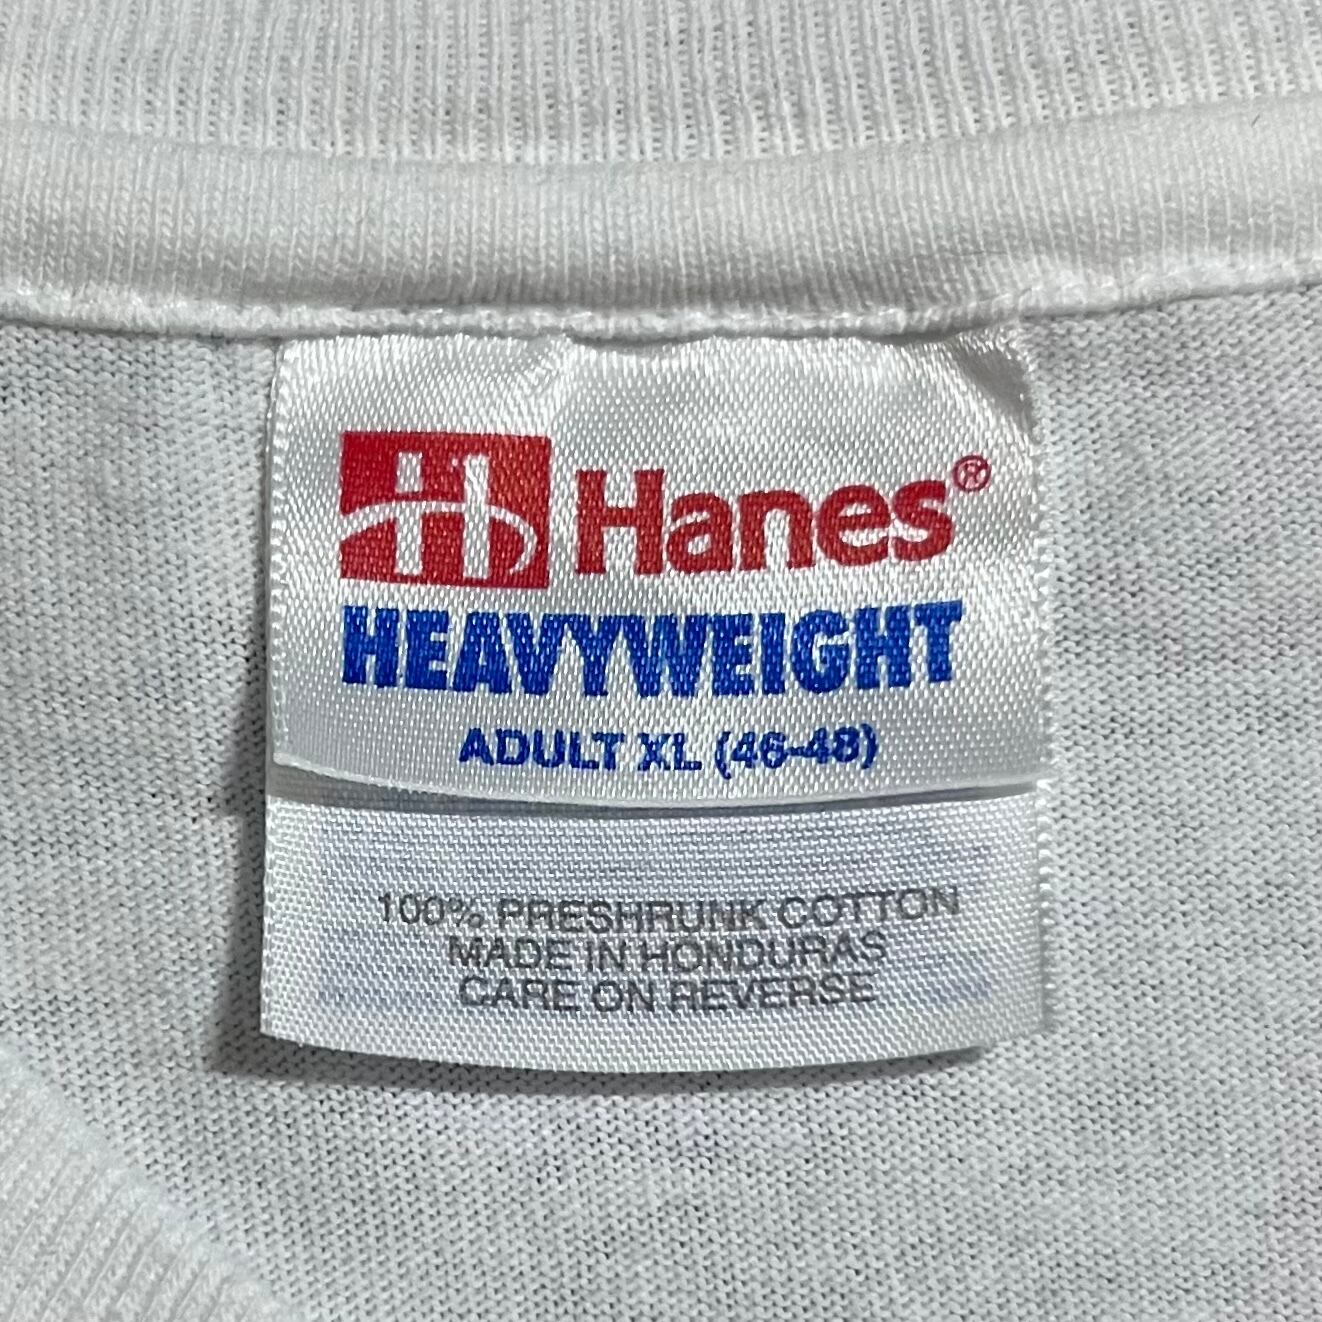 H Hanes®
HEAVYWEIGHT
ADULT XL (46-48)
100% PRESHRUNK COTTON
MADE IN HONDURAS
CARE ON REVERSE